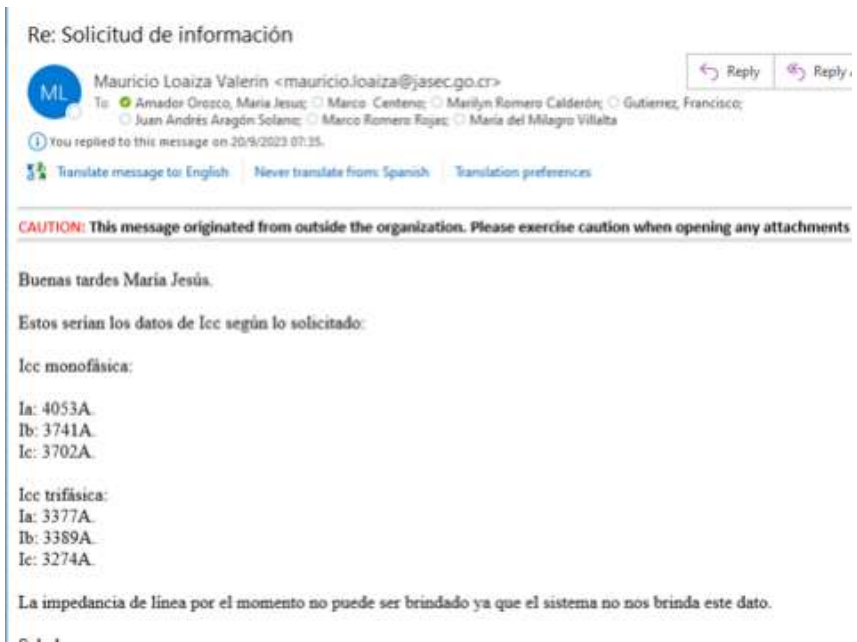 Re: Solicitud de información
Reply
Reply
ML
Mauricio Loaiza Valerin <mauricio.loaiza@jasec.go.cr>
To Amador Orozco, Maria Jesus; Marco Centeno; Marilyn Romero Calderón; Gutierrez, Francisco;
Juan Andrés Aragón Solano; Marco Romero Rojas; María del Milagro Villalta
You replied to this message on 20/9/2023 07:35.
Translate message to: English Never translate from: Spanish Translation preferences
CAUTION: This message originated from outside the organization. Please exercise caution when opening any attachments
Buenas tardes María Jesús.
Estos serían los datos de Icc según lo solicitado:
Icc monofásica:
Ia: 4053A.
Ib: 3741A.
Ic: 3702A.
Icc trifásica:
Ia: 3377A.
Ib: 3389A.
Ic: 3274A.
La impedancia de línea por el momento no puede ser brindado ya que el sistema no nos brinda este dato.